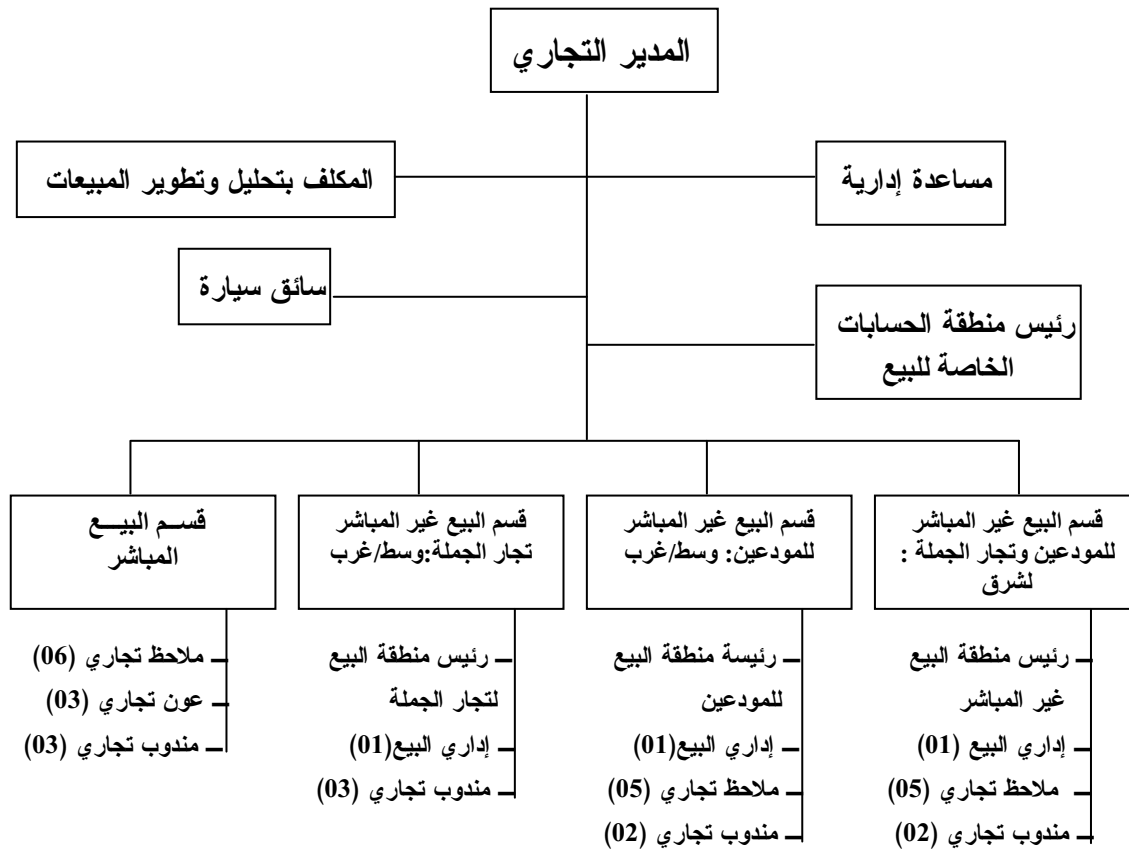 المدير التجاري
مساعدة إدارية
المكلف بتحليل وتطوير المبيعات
سائق سيارة
رئيس منطقة الحسابات
الخاصة للبيع
قسم البيع غير المباشر
للمودعين وتجار الجملة :
لشرق
رئيس منطقة البيع
غير المباشر
إداري البيع (01)
ملاحظ تجاري (05)
مندوب تجاري (02)
قسم البيع غير المباشر
للمودعين: وسط/غرب
رئيسة منطقة البيع
للمودعين
إداري البيع(01)
ملاحظ تجاري (05)
مندوب تجاري (02)
قسم البيع غير المباشر
تجار الجملة:وسط/غرب
رئيس منطقة البيع
لتجار الجملة
إداري البيع (01)
مندوب تجاري (03)
قســم البيـــع
المباشر
ملاحظ تجاري (06)
عون تجاري (03)
مندوب تجاري (03)